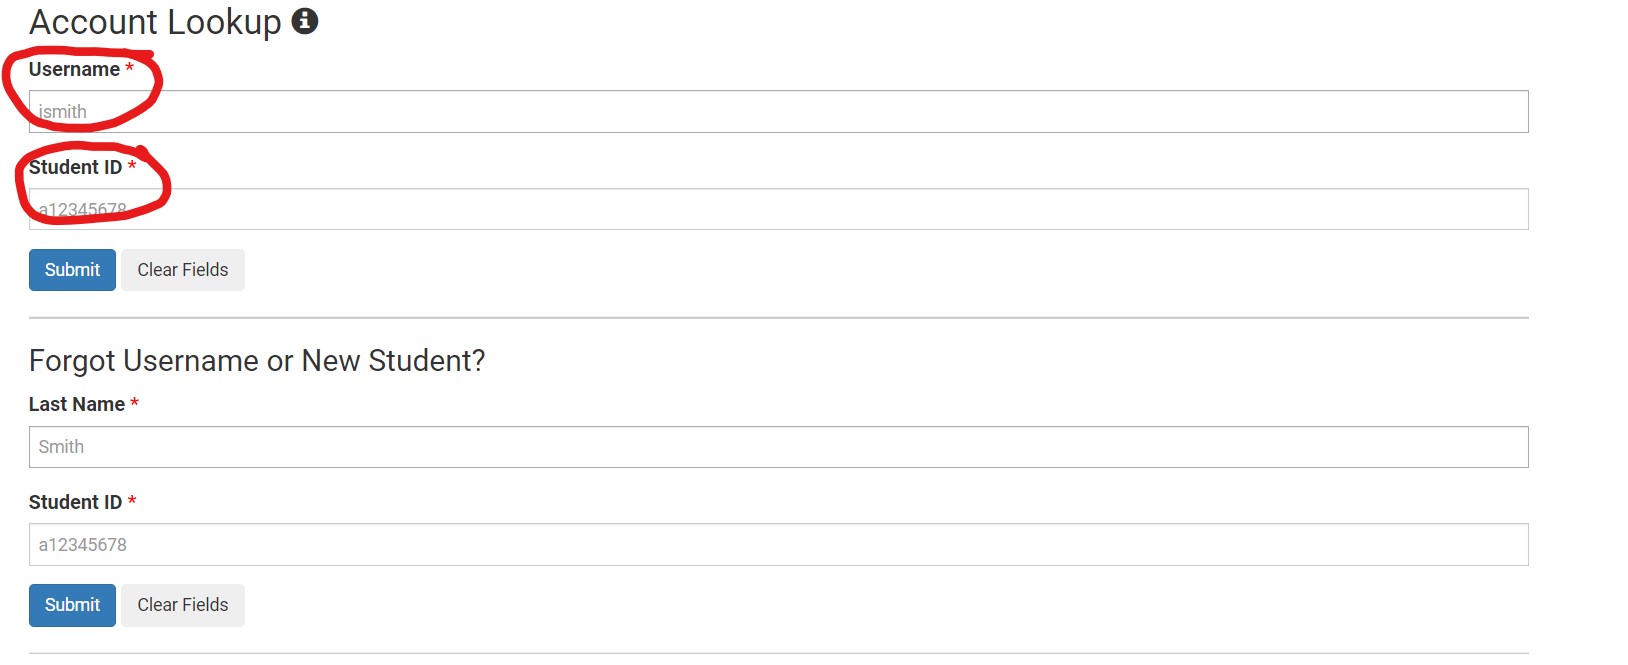 Account Lookup
Username *
jsmith
Student ID *
a12345678
Submit Clear Fields
Forgot Username or New Student?
Last Name *
Smith
Student ID *
a12345678
Submit Clear Fields